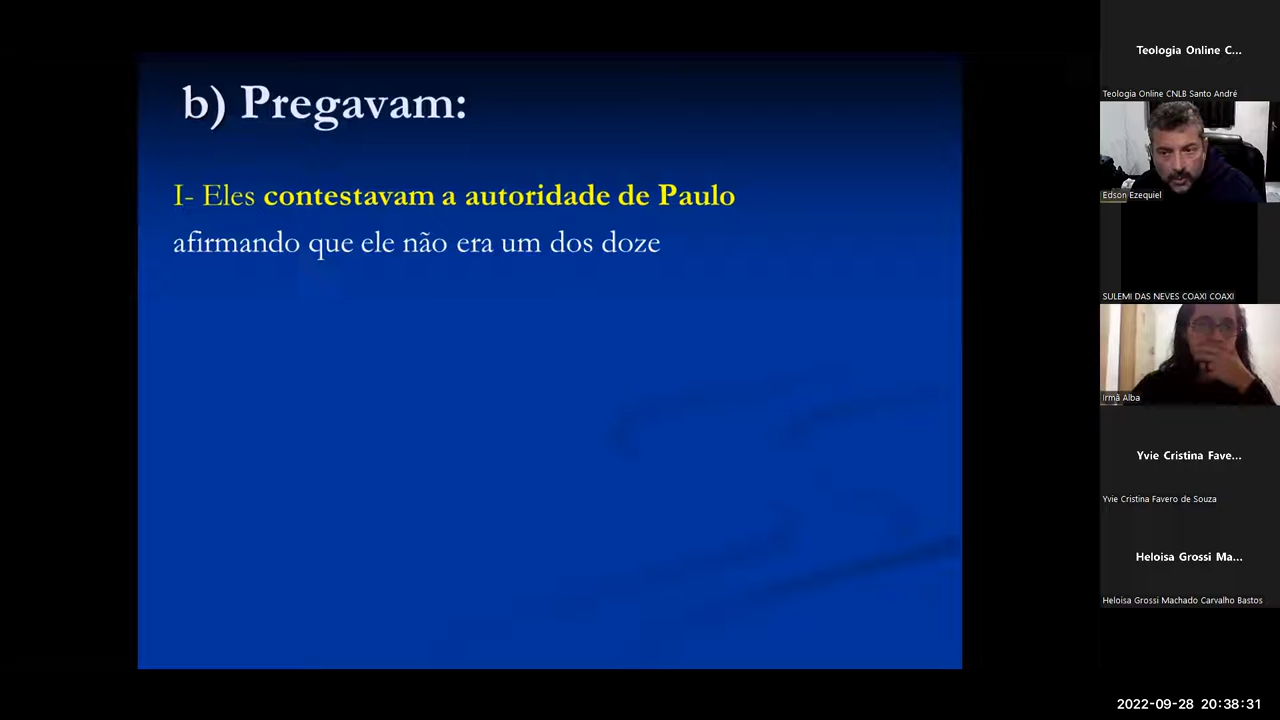 b) Pregavam:
I- Eles contestavam a autoridade de Paulo
afirmando que ele não era um dos doze
Teologia Online C...
Teologia Online CNLB Santo André
Edson Ezequiel
SULEMI DAS NEVES COAXI COAXI
Irmã Alba
Yvie Cristina Fave...
Yvie Cristina Favero de Souza
Heloisa Grossi Ma...
Heloisa Grossi Machado Carvalho Bastos
2022-09-28 20:38:31